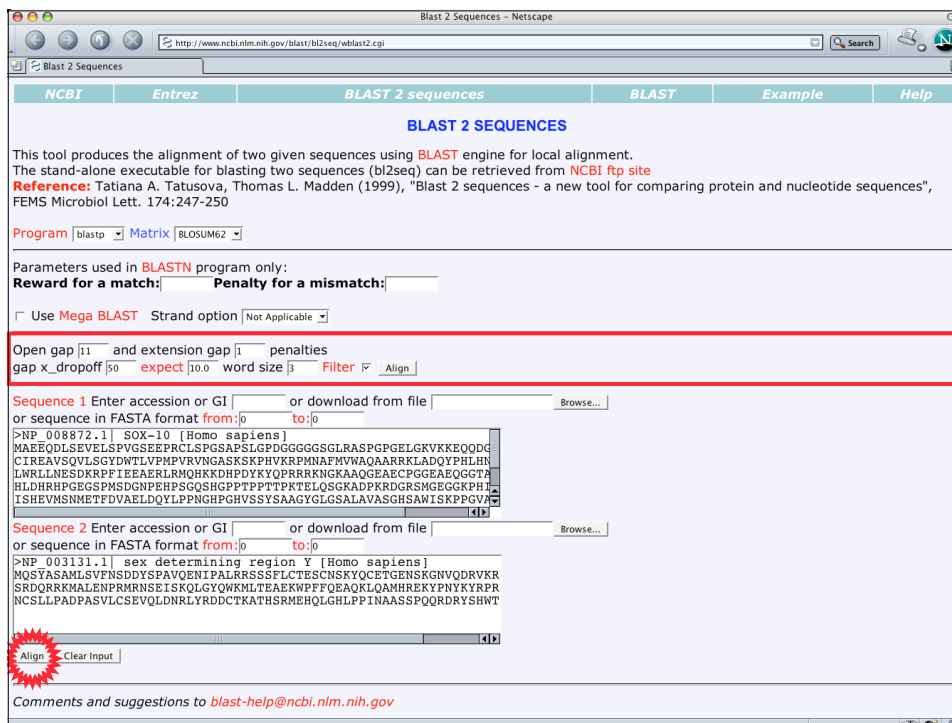 Blast 2 Sequences - Netscape
http://www.ncbi.nlm.nih.gov/blast/bl2seq/wblast2.cgi
Search
N
Blast 2 Sequences
NCBI Entrez BLAST 2 sequences BLAST Example Help
BLAST 2 SEQUENCES
This tool produces the alignment of two given sequences using BLAST engine for local alignment.
The stand-alone executable for blasting two sequences (bl2seq) can be retrieved from NCBI ftp site
Reference: Tatiana A. Tatusova, Thomas L. Madden (1999), "Blast 2 sequences - a new tool for comparing protein and nucleotide sequences",
FEMS Microbiol Lett. 174:247-250
Program blastp Matrix BLOSUM62
Parameters used in BLASTN program only:
Reward for a match: Penalty for a mismatch:
Use Mega BLAST Strand option Not Applicable
Open gap 11 and extension gap 1 penalties
gap x_dropoff 50 expect 10.0 word size 3 Filter Align
Sequence 1 Enter accession or GI or download from file Browse...
or sequence in FASTA format from: 0 to: 0
>NP_008872.1| SOX-10 [Homo sapiens]
MAEEQDLSEVELSPVGSEEPRCLSPGSAPSLGPDGGGGGSGLRASPGPGELGKVKKEQQDG
CIREAVSQVLSGYDWTLVPMPVRVNGASKSKPHVKRPMNAFMVWAQAARRKLADQYPHLHN
LWRLLNESDKRPFIEEAERLRMQHKKDHPDYKYQPRRRKNGKAAQGEAECPGGEAEQGGTA
HLDHRHPGEGSPMSDGNPEHPSGQSHGPPTPPTTPKTELQSGKADPKRDGRSMGEGGKPHI
ISHEVMSNMETFDVAELDQYLPPNGHPGHVSSYSAAGYGLGSALAVASGHSAWISKPPGVA
Sequence 2 Enter accession or GI or download from file Browse...
or sequence in FASTA format from: 0 to: 0
>NP_003131.1| sex determining region Y [Homo sapiens]
MQSYASAMLSVFNSDDYSPAVQENIPALRRSSSFLCTESCNSKYQCETGENSKGNVQDRVKR
SRDQRRKMALENPRMRNSEISKQLGYQWKMLTEAEKWPFFQEAQKLQAMHREKYPNYKYRPR
NCSLLPADPASVLCSEVQLDNRLYRDDCTKATHSRMEHQLGHLPPINAASSPQQRDRYSHWT
Align Clear Input
Comments and suggestions to blast-help@ncbi.nlm.nih.gov